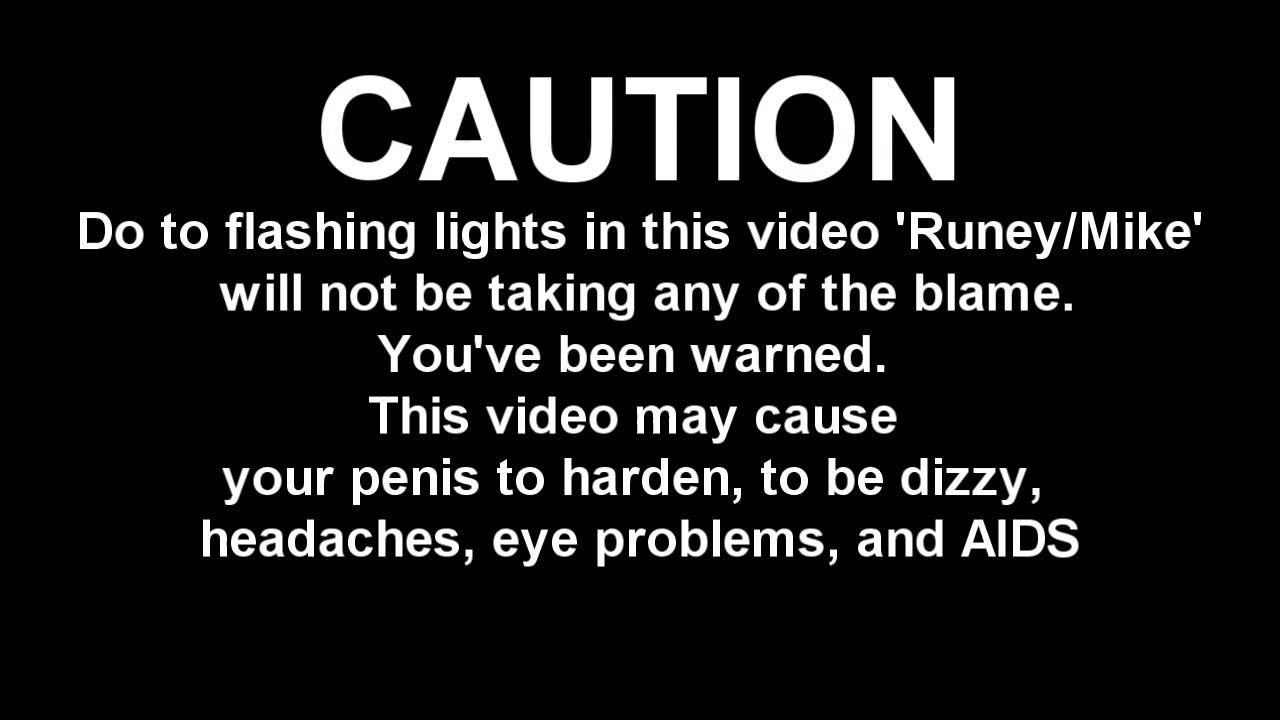 CAUTION
Do to flashing lights in this video 'Runey/Mike'
will not be taking any of the blame.
You've been warned.
This video may cause
your penis to harden, to be dizzy,
headaches, eye problems, and AIDS